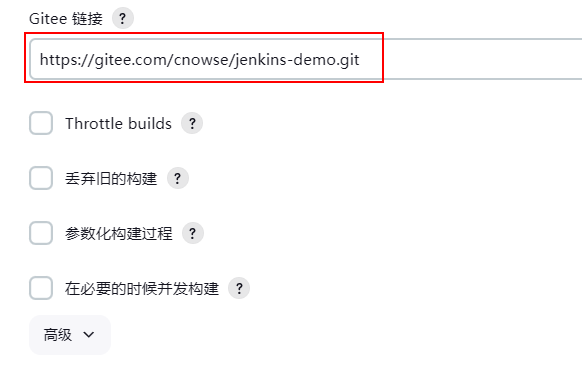 Gitee 链接 ?
https://gitee.com/cnowse/jenkins-demo.git
Throttle builds ?
丢弃旧的构建 ?
参数化构建过程 ?
在必要的时候并发构建 ?
高级